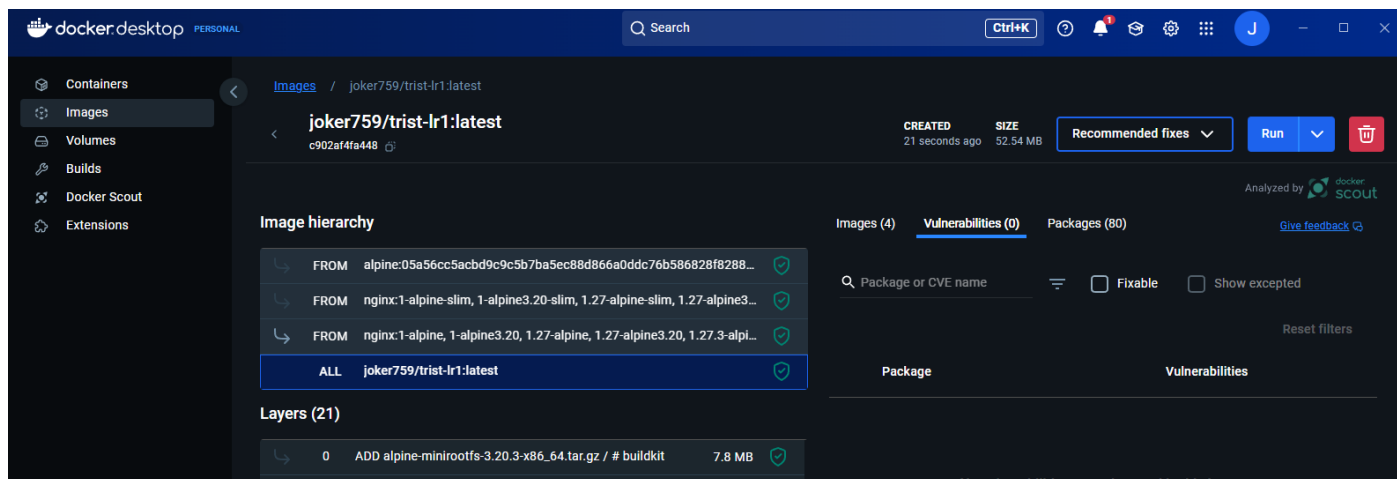 docker.desktop PERSONAL
Search
Ctrl+K
1
J
Containers
Images
Volumes
Builds
Docker Scout
Extensions
Images / joker759/trist-lr1:latest
joker759/trist-lr1:latest
c902af4fa448
CREATED
21 seconds ago
SIZE
52.54 MB
Recommended fixes
Run
Analyzed by docker scout
Image hierarchy
FROM alpine:05a56cc5acbd9c9c5b7ba5ec88d866a0ddc76b586828f8288...
FROM nginx:1-alpine-slim, 1-alpine3.20-slim, 1.27-alpine-slim, 1.27-alpine3...
FROM nginx:1-alpine, 1-alpine3.20, 1.27-alpine, 1.27-alpine3.20, 1.27.3-alpi...
ALL joker759/trist-lr1:latest
Layers (21)
0 ADD alpine-minirootfs-3.20.3-x86_64.tar.gz / # buildkit 7.8 MB
Images (4)
Vulnerabilities (0)
Packages (80)
Give feedback
Package or CVE name
Fixable
Show excepted
Reset filters
Package
Vulnerabilities